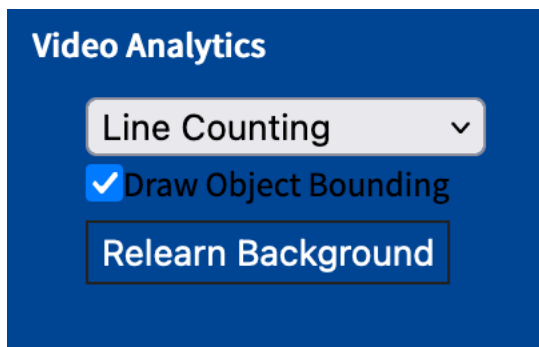 Video Analytics
Line Counting
Draw Object Bounding
Relearn Background